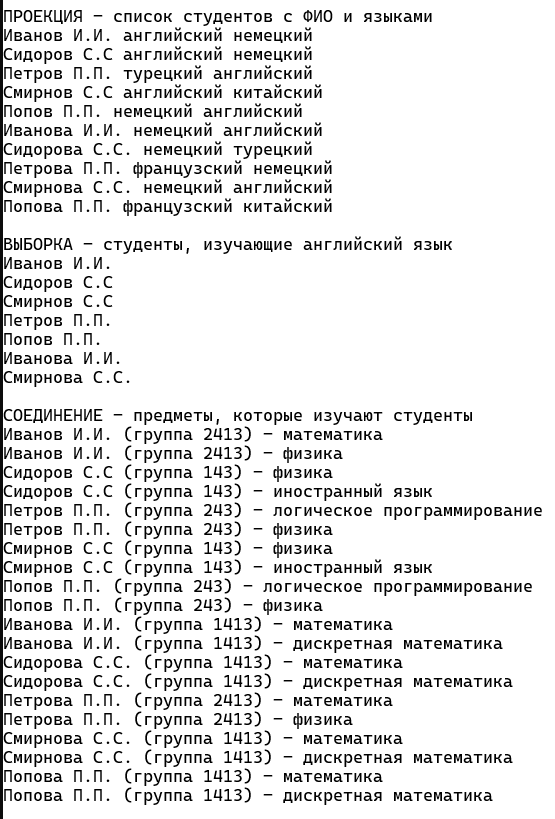 ПРОЕКЦИЯ – список студентов с ФИО и языками
Иванов И.И. английский немецкий
Сидоров С.С английский немецкий
Петров П.П. турецкий английский
Смирнов С.С английский китайский
Попов П.П. немецкий английский
Иванова И.И. немецкий английский
Сидорова С.С. немецкий турецкий
Петрова П.П. французский немецкий
Смирнова С.С. немецкий английский
Попова П.П. французский китайский
ВЫБОРКА – студенты, изучающие английский язык
Иванов И.И.
Сидоров С.С
Смирнов С.С
Петров П.П.
Попов П.П.
Иванова И.И.
Смирнова С.С.
СОЕДИНЕНИЕ – предметы, которые изучают студенты
Иванов И.И. (группа 2413) – математика
Иванов И.И. (группа 2413) – физика
Сидоров С.С (группа 143) – физика
Сидоров С.С (группа 143) – иностранный язык
Петров П.П. (группа 243) – логическое программирование
Петров П.П. (группа 243) – физика
Смирнов С.С (группа 143) – физика
Смирнов С.С (группа 143) – иностранный язык
Попов П.П. (группа 243) – логическое программирование
Попов П.П. (группа 243) – физика
Иванова И.И. (группа 1413) – математика
Иванова И.И. (группа 1413) – дискретная математика
Сидорова С.С. (группа 1413) – математика
Сидорова С.С. (группа 1413) – дискретная математика
Петрова П.П. (группа 2413) – математика
Петрова П.П. (группа 2413) – физика
Смирнова С.С. (группа 1413) – математика
Смирнова С.С. (группа 1413) – дискретная математика
Попова П.П. (группа 1413) – математика
Попова П.П. (группа 1413) – дискретная математика